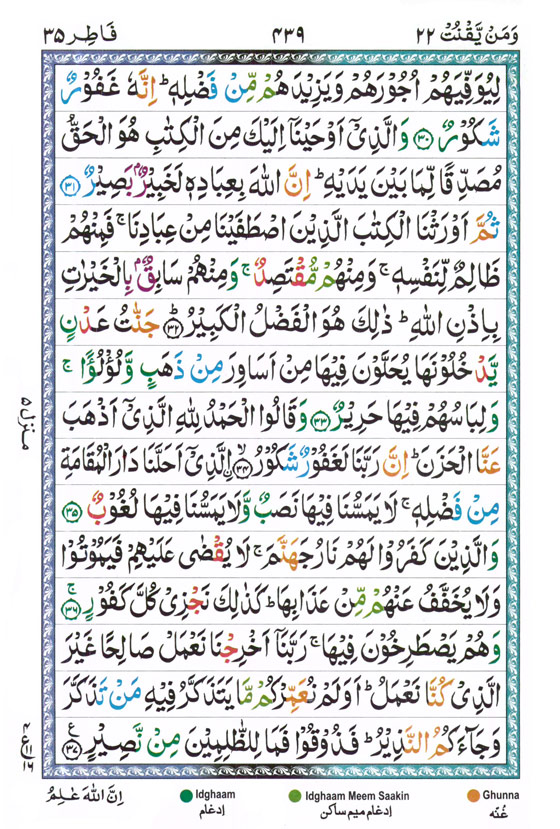 وَمَنْ يَّقْنُتْ ٢٢ ٤٣٩ فَاطِر ٣٥
لِيُوَفِّيَهُمْ اُجُوْرَهُمْ وَيَزِيْدَهُمْ مِّنْ فَضْلِهٖ ؕ اِنَّهٗ غَفُوْرٌ
شَكُوْرٌ ﴿٣٠﴾ وَالَّذِيْۤ اَوْحَيْنَاۤ اِلَيْكَ مِنَ الْكِتٰبِ هُوَ الْحَقُّ
مُصَدِّقًا لِّمَا بَيْنَ يَدَيْهِ ؕ اِنَّ اللّٰهَ بِعِبَادِهٖ لَخَبِيْرٌۢ بَصِيْرٌ ﴿٣١﴾
ثُمَّ اَوْرَثْنَا الْكِتٰبَ الَّذِيْنَ اصْطَفَيْنَا مِنْ عِبَادِنَا ۚ فَمِنْهُمْ
ظَالِمٌ لِّنَفْسِهٖ ۚ وَمِنْهُمْ مُّقْتَصِدٌ ۚ وَمِنْهُمْ سَابِقٌۢ بِالْخَيْرٰتِ
بِاِذْنِ اللّٰهِ ؕ ذٰلِكَ هُوَ الْفَضْلُ الْكَبِيْرُ ؕ ﴿٣٢﴾ جَنّٰتُ عَدْنٍ
يَّدْخُلُوْنَهَا يُحَلَّوْنَ فِيْهَا مِنْ اَسَاوِرَ مِنْ ذَهَبٍ وَّلُؤْلُؤًا ۚ
وَلِبَاسُهُمْ فِيْهَا حَرِيْرٌ ﴿٣٣﴾ وَقَالُوا الْحَمْدُ لِلّٰهِ الَّذِيْۤ اَذْهَبَ
عَنَّا الْحَزَنَ ؕ اِنَّ رَبَّنَا لَغَفُوْرٌ شَكُوْرُ ۙ ﴿٣٤﴾ اِۨلَّذِيْۤ اَحَلَّنَا دَارَ الْمُقَامَةِ
مِنْ فَضْلِهٖ ۚ لَا يَمَسُّنَا فِيْهَا نَصَبٌ وَّلَا يَمَسُّنَا فِيْهَا لُغُوْبٌ ﴿٣٥﴾
وَالَّذِيْنَ كَفَرُوْا لَهُمْ نَارُ جَهَنَّمَ ۚ لَا يُقْضٰى عَلَيْهِمْ فَيَمُوْتُوْا
وَلَا يُخَفَّفُ عَنْهُمْ مِّنْ عَذَابِهَا ؕ كَذٰلِكَ نَجْزِيْ كُلَّ كَفُوْرٍ ۚ ﴿٣٦﴾
وَهُمْ يَصْطَرِخُوْنَ فِيْهَا ۚ رَبَّنَاۤ اَخْرِجْنَا نَعْمَلْ صَالِحًا غَيْرَ
الَّذِيْ كُنَّا نَعْمَلُ ؕ اَوَلَمْ نُعَمِّرْكُمْ مَّا يَتَذَكَّرُ فِيْهِ مَنْ تَذَكَّرَ
وَجَآءَكُمُ النَّذِيْرُ ؕ فَذُوْقُوْا فَمَا لِلظّٰلِمِيْنَ مِنْ نَّصِيْرٍ ﴿٣٧﴾ ع
منزل ٥
اِنَّ اللّٰهَ عٰلِمُ
Idghaam Idghaam Meem Saakin Ghunna
إدغام إدغام ميم ساكن غنّه